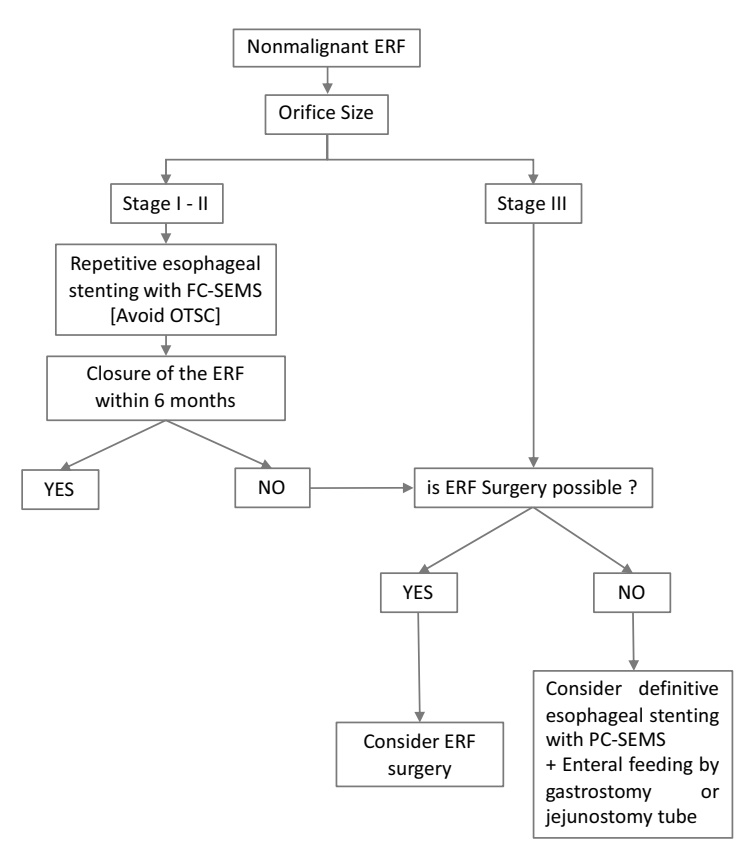 Nonmalignant ERF
Orifice Size
Stage I - II
Stage III
Repetitive esophageal
stenting with FC-SEMS
[Avoid OTSC]
Closure of the ERF
within 6 months
YES
NO
is ERF Surgery possible ?
YES
NO
Consider ERF
surgery
Consider definitive
esophageal stenting
with PC-SEMS
+ Enteral feeding by
gastrostomy or
jejunostomy tube